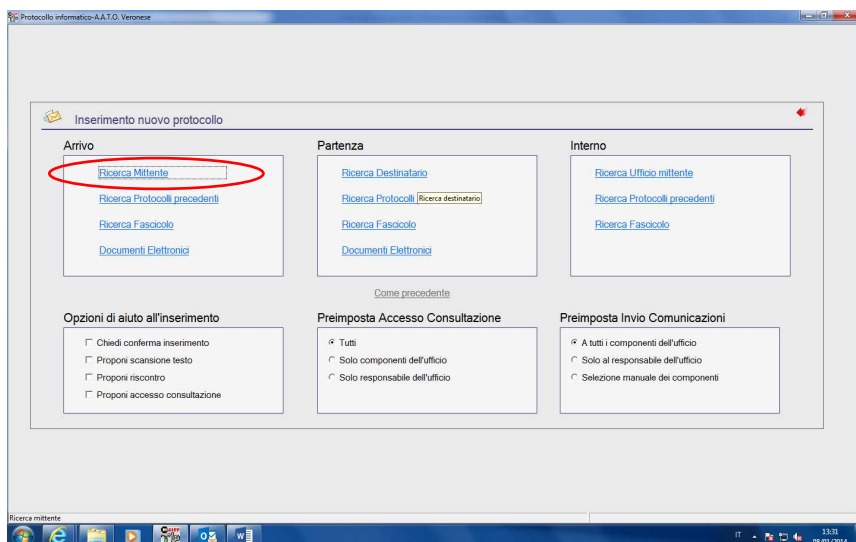 Protocollo informatico-A.A.T.O. Veronese
Inserimento nuovo protocollo
Arrivo
Ricerca Mittente
Ricerca Protocolli precedenti
Ricerca Fascicolo
Documenti Elettronici
Partenza
Ricerca Destinatario
Ricerca Protocolli
Ricerca destinatario
Ricerca Fascicolo
Documenti Elettronici
Interno
Ricerca Ufficio mittente
Ricerca Protocolli precedenti
Ricerca Fascicolo
Come precedente
Opzioni di aiuto all'inserimento
Chiedi conferma inserimento
Proponi scansione testo
Proponi riscontro
Proponi accesso consultazione
Preimposta Accesso Consultazione
Tutti
Solo componenti dell'ufficio
Solo responsabile dell'ufficio
Preimposta Invio Comunicazioni
A tutti i componenti dell'ufficio
Solo al responsabile dell'ufficio
Selezione manuale dei componenti
Ricerca mittente
IT
13:31
08/01/2014